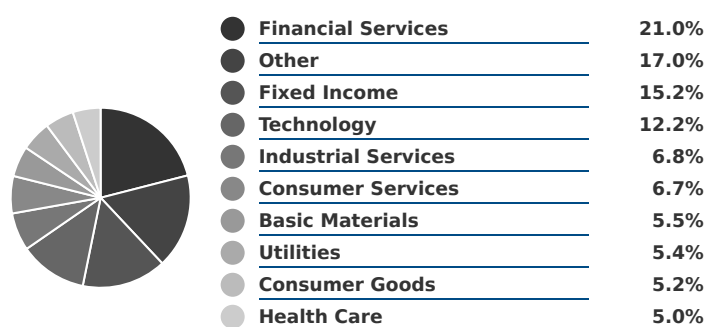 Financial Services 21.0%
Other 17.0%
Fixed Income 15.2%
Technology 12.2%
Industrial Services 6.8%
Consumer Services 6.7%
Basic Materials 5.5%
Utilities 5.4%
Consumer Goods 5.2%
Health Care 5.0%